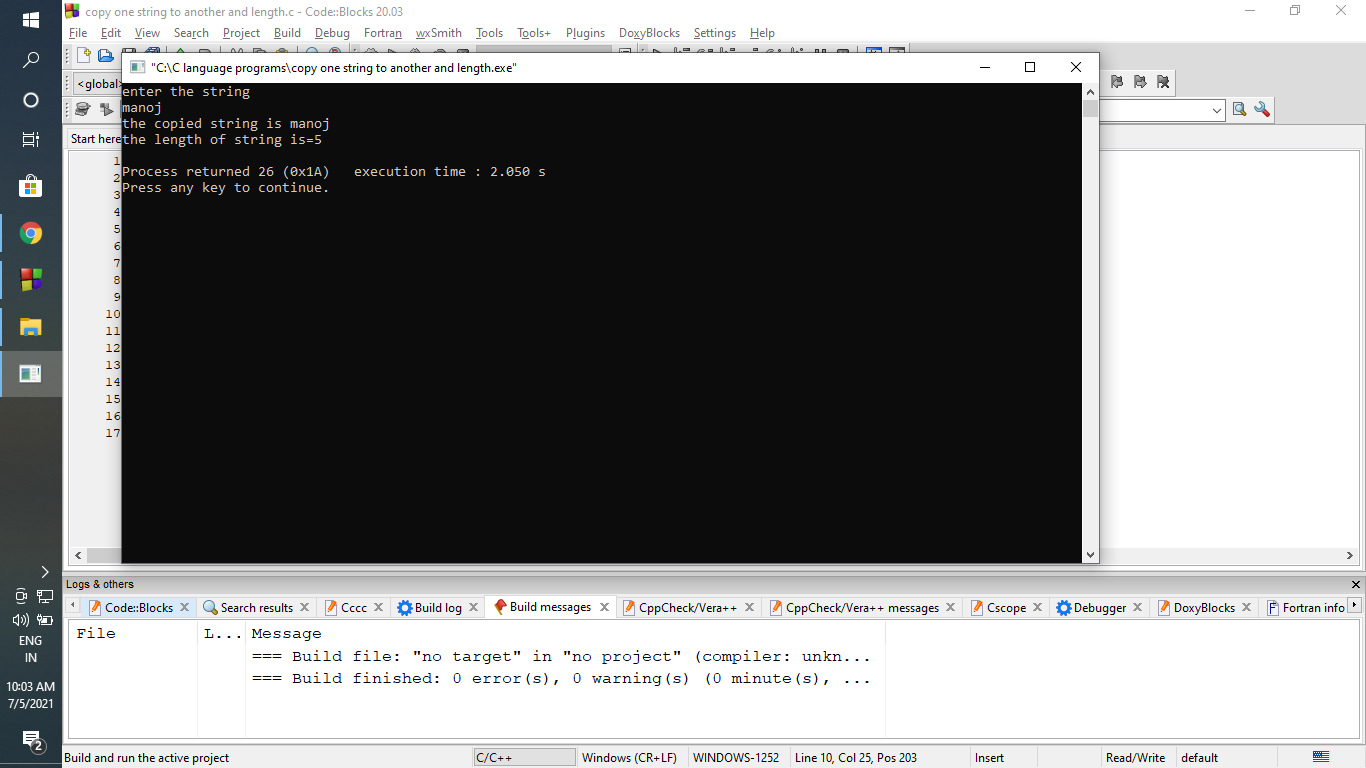 copy one string to another and length.c - Code::Blocks 20.03
File Edit View Search Project Build Debug Fortran wxSmith Tools Tools+ Plugins DoxyBlocks Settings Help
"C:\C language programs\copy one string to another and length.exe"
<global>
enter the string
manoj
the copied string is manoj
the length of string is=5
Process returned 26 (0x1A) execution time : 2.050 s
Press any key to continue.
Start here
1
2
3
4
5
6
7
8
9
10
11
12
13
14
15
16
17
Logs & others
Code::Blocks Search results Cccc Build log Build messages CppCheck/Vera++ CppCheck/Vera++ messages Cscope Debugger DoxyBlocks Fortran info
File L... Message
=== Build file: "no target" in "no project" (compiler: unkn...
=== Build finished: 0 error(s), 0 warning(s) (0 minute(s), ...
Build and run the active project C/C++ Windows (CR+LF) WINDOWS-1252 Line 10, Col 25, Pos 203 Insert Read/Write default
ENG
IN
10:03 AM
7/5/2021
2